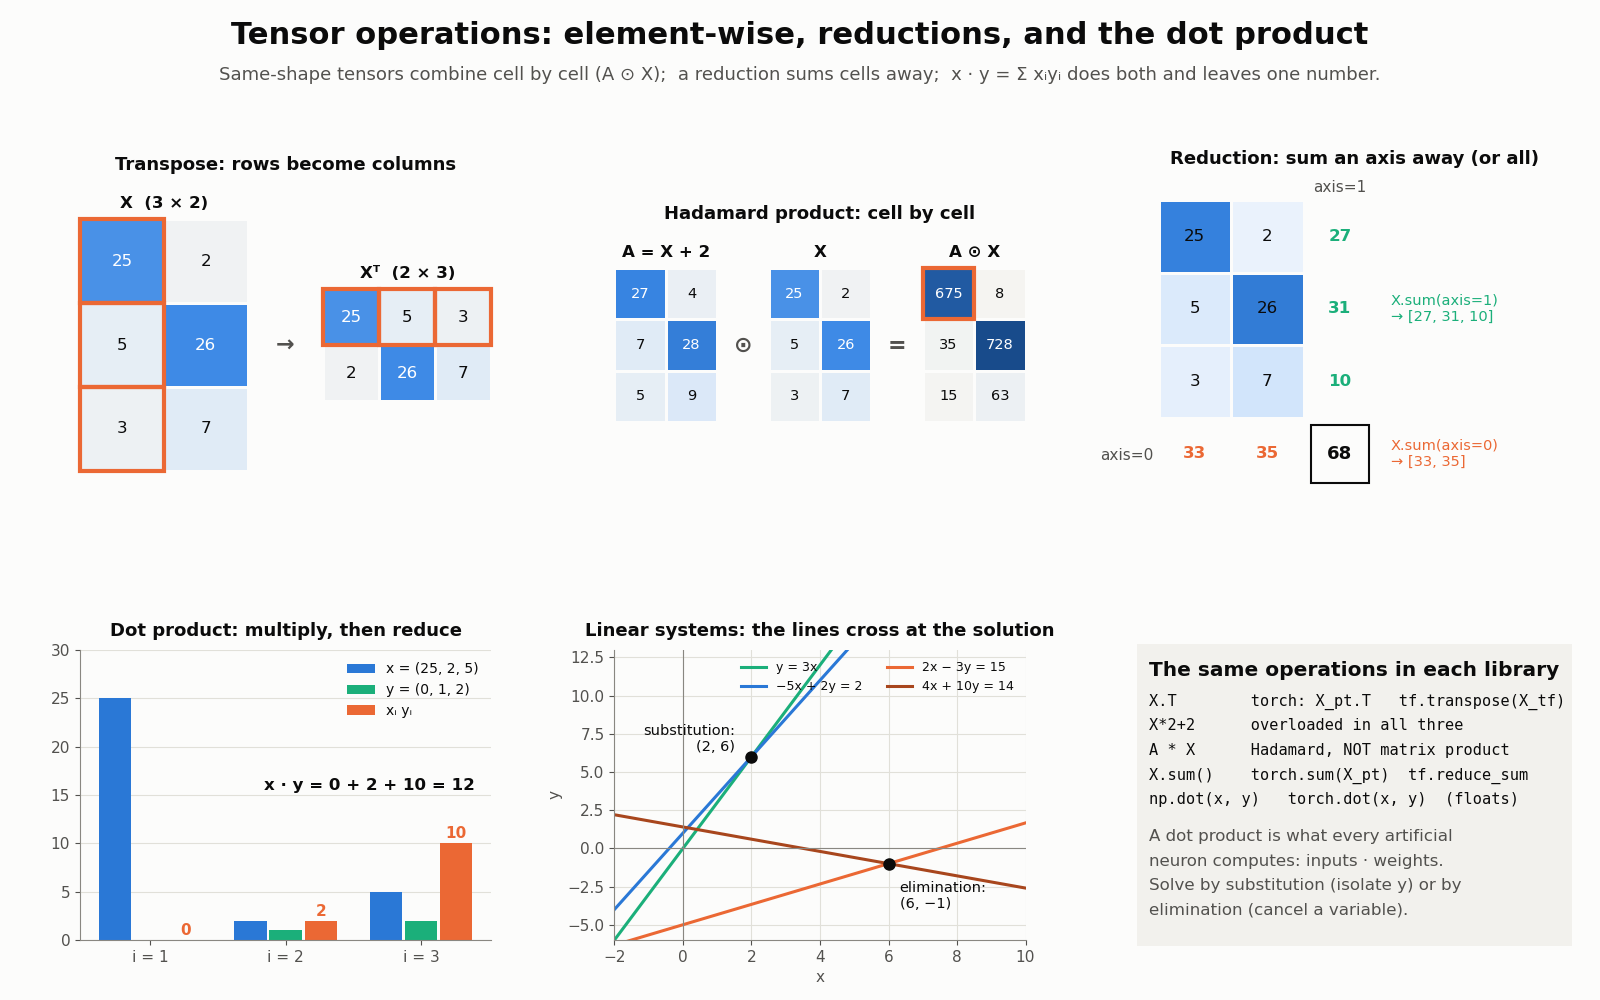 Tensor operations: element-wise, reductions, and the dot product
Same-shape tensors combine cell by cell (A ⊙ X);  a reduction sums cells away;  x · y = Σ xᵢyᵢ does both and leaves one number.
Transpose: rows become columns
X  (3 × 2)
25 2
5 26
3 7
→
Xᵀ  (2 × 3)
25 5 3
2 26 7
Hadamard product: cell by cell
A = X + 2
27 4
7 28
5 9
⊙
X
25 2
5 26
3 7
=
A ⊙ X
675 8
35 728
15 63
Reduction: sum an axis away (or all)
axis=1
25 2 27
5 26 31
3 7 10
X.sum(axis=1)
→ [27, 31, 10]
axis=0 33 35 68
X.sum(axis=0)
→ [33, 35]
Dot product: multiply, then reduce
30
25
20
15
10
5
0
x = (25, 2, 5)
y = (0, 1, 2)
xᵢ yᵢ
x · y = 0 + 2 + 10 = 12
0
2
10
i = 1
i = 2
i = 3
Linear systems: the lines cross at the solution
12.5
10.0
7.5
5.0
2.5
0.0
−2.5
−5.0
y
y = 3x
−5x + 2y = 2
2x − 3y = 15
4x + 10y = 14
substitution:
(2, 6)
elimination:
(6, −1)
−2 0 2 4 6 8 10
x
The same operations in each library
X.T        torch: X_pt.T   tf.transpose(X_tf)
X*2+2      overloaded in all three
A * X      Hadamard, NOT matrix product
X.sum()    torch.sum(X_pt)  tf.reduce_sum
np.dot(x, y)   torch.dot(x, y)  (floats)
A dot product is what every artificial
neuron computes: inputs · weights.
Solve by substitution (isolate y) or by
elimination (cancel a variable).